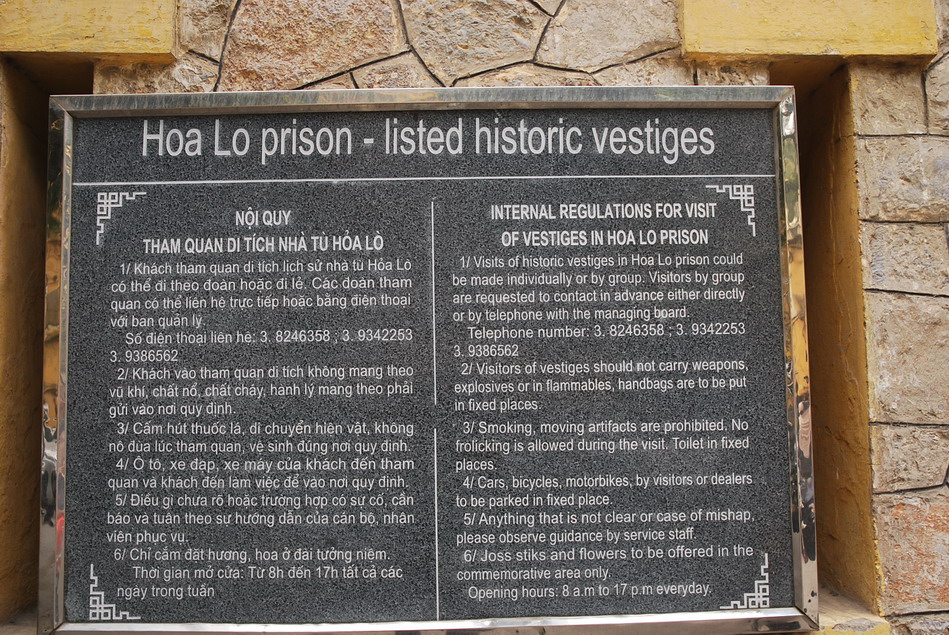 Hoa Lo prison - listed historic vestiges
NỘI QUY
THAM QUAN DI TÍCH NHÀ TÙ HỎA LÒ
1/ Khách tham quan di tích lịch sử nhà tù Hỏa Lò
có thể đi theo đoàn hoặc đi lẻ. Các đoàn tham
quan có thể liên hệ trực tiếp hoặc bằng điện thoại
với ban quản lý.
Số điện thoại liên hệ: 3. 8246358 ; 3. 9342253
3. 9386562
2/ Khách vào tham quan di tích không mang theo
vũ khí, chất nổ, chất cháy, hành lý mang theo phải
gửi vào nơi quy định.
3/ Cấm hút thuốc lá, di chuyển hiện vật, không
nô đùa lúc tham quan, vệ sinh đúng nơi quy định.
4/ Ô tô, xe đạp, xe máy của khách đến tham
quan và khách đến làm việc để vào nơi quy định.
5/ Điều gì chưa rõ hoặc trường hợp có sự cố, cần
báo và tuân theo sự hướng dẫn của cán bộ, nhân
viên phục vụ.
6/ Chỉ cắm đặt hương, hoa ở đài tưởng niệm.
Thời gian mở cửa: Từ 8h đến 17h tất cả các
ngày trong tuần
INTERNAL REGULATIONS FOR VISIT
OF VESTIGES IN HOA LO PRISON
1/ Visits of historic vestiges in Hoa Lo prison could
be made individually or by group. Visitors by group
are requested to contact in advance either directly
or by telephone with the managing board.
Telephone number: 3. 8246358 ; 3. 9342253
3. 9386562
2/ Visitors of vestiges should not carry weapons,
explosives or in flammables, handbags are to be put
in fixed places.
3/ Smoking, moving artifacts are prohibited. No
frolicking is allowed during the visit. Toilet in fixed
places.
4/ Cars, bicycles, motorbikes, by visitors or dealers
to be parked in fixed place.
5/ Anything that is not clear or case of mishap,
please observe guidance by service staff.
6/ Joss stiks and flowers to be offered in the
commemorative area only.
Opening hours: 8 a.m to 17 p.m everyday.